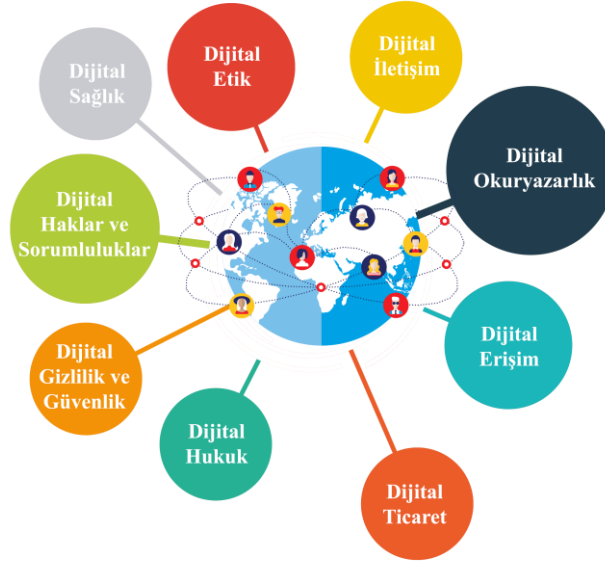 Dijital
Sağlık
Dijital
Etik
Dijital
İletişim
Dijital
Okuryazarlık
Dijital
Haklar ve
Sorumluluklar
Dijital
Gizlilik ve
Güvenlik
Dijital
Erişim
Dijital
Hukuk
Dijital
Ticaret